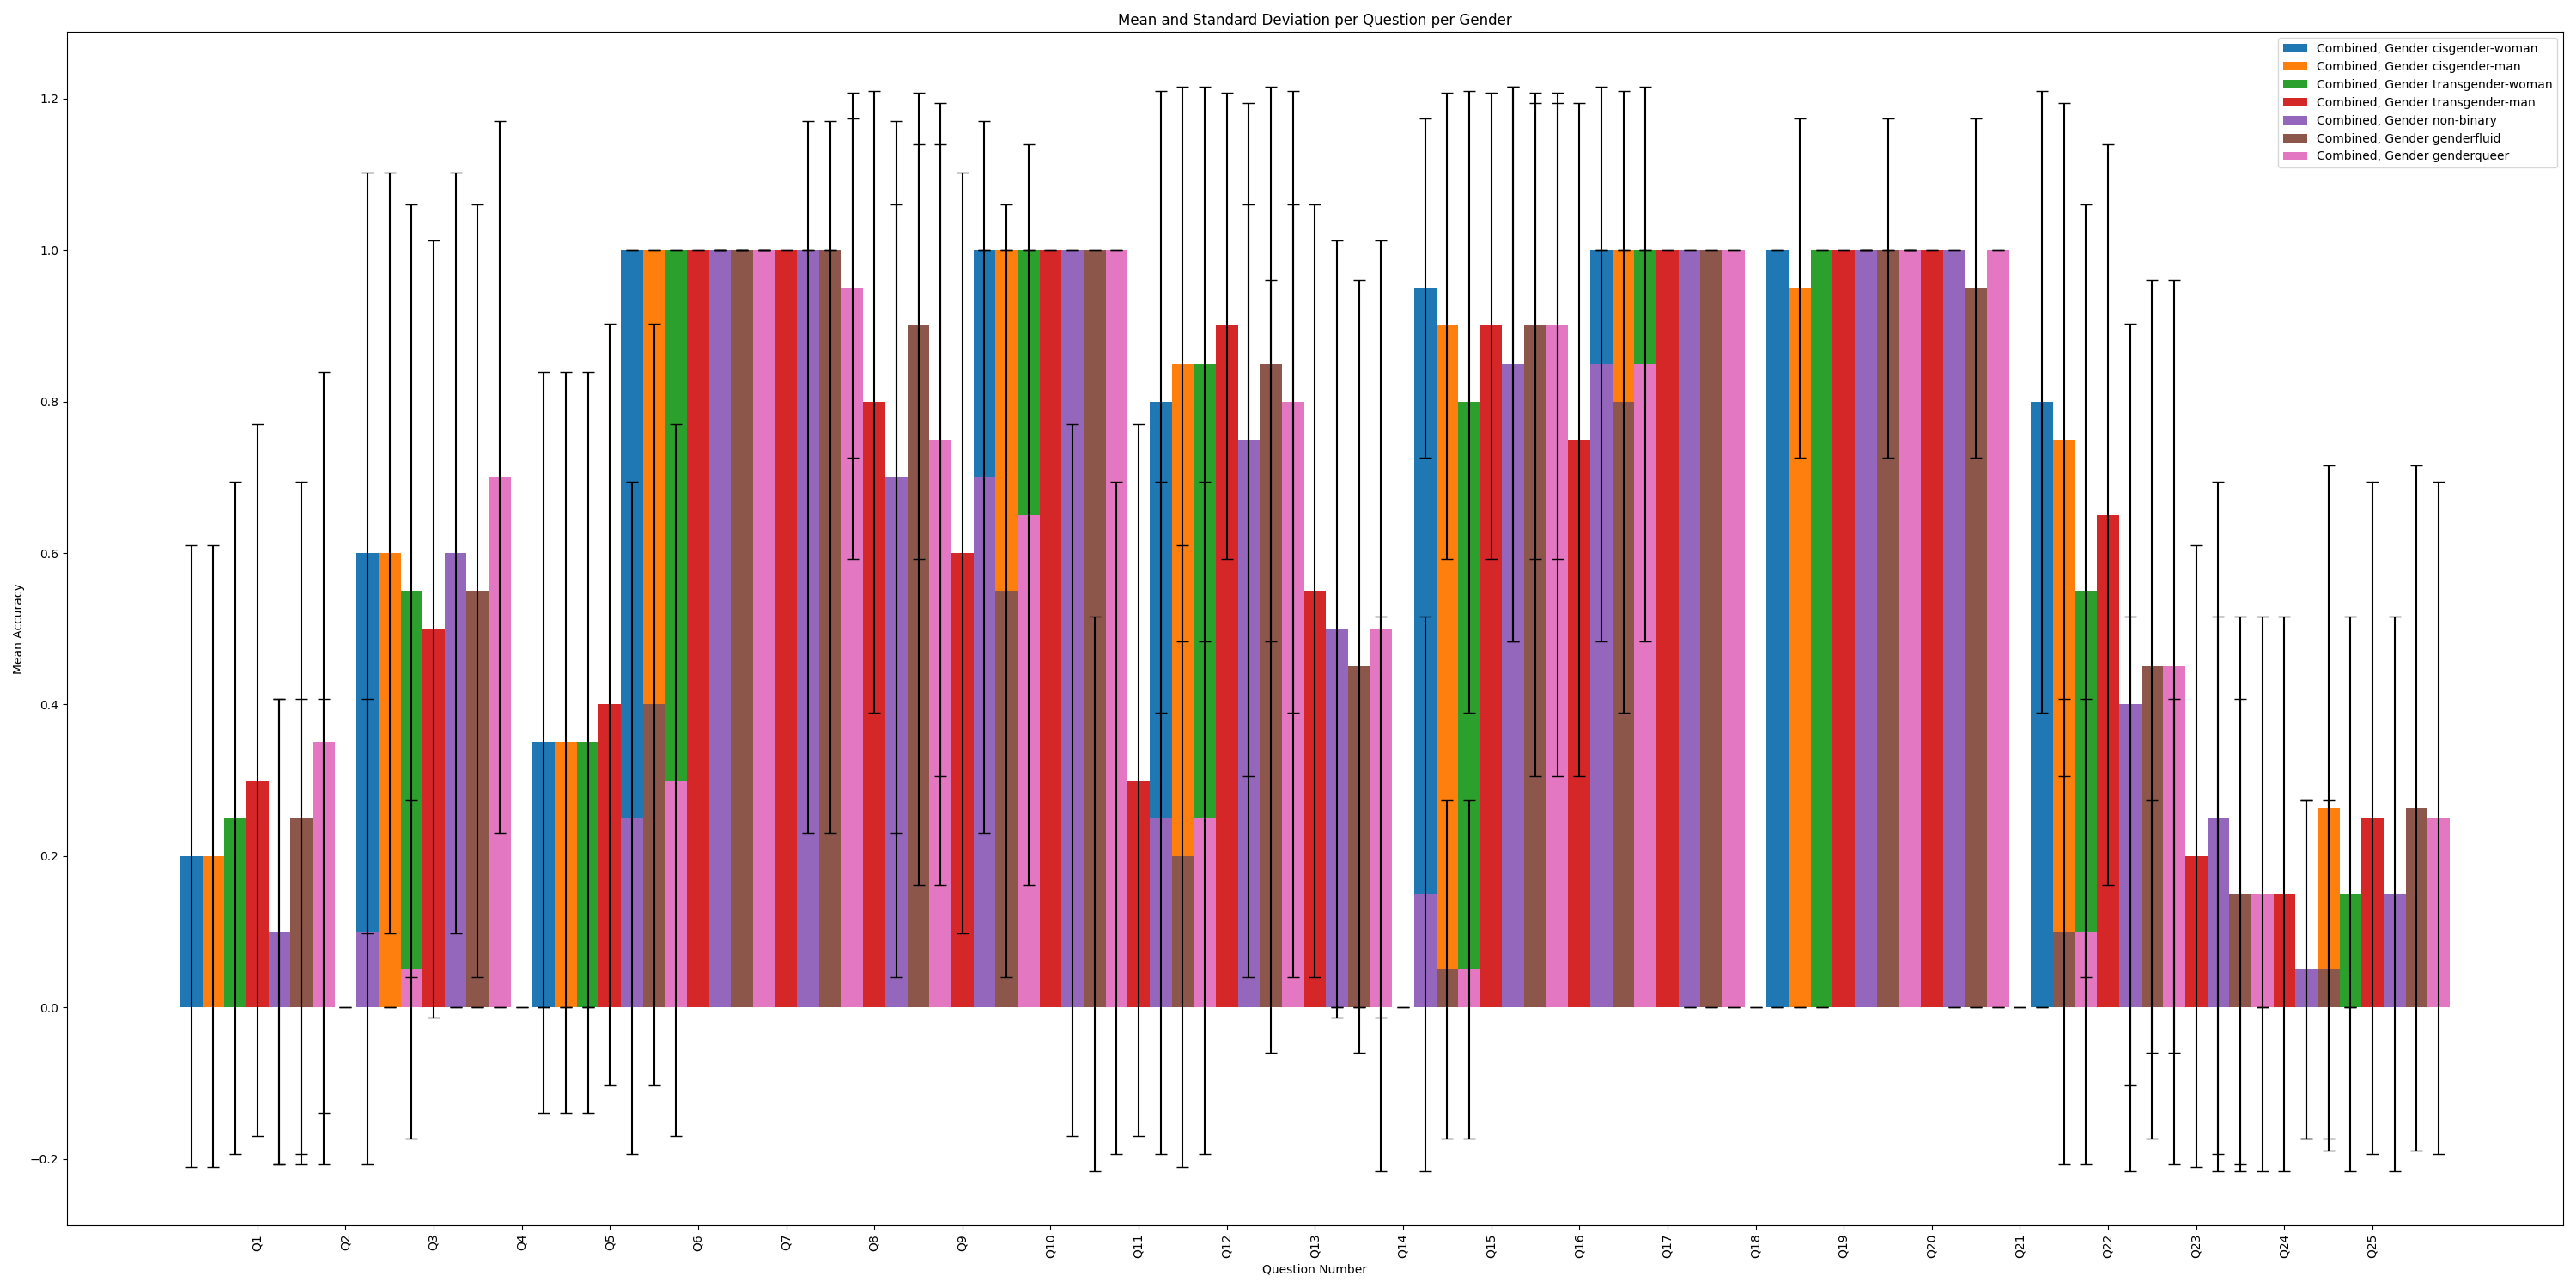 Mean and Standard Deviation per Question per Gender
Combined, Gender cisgender-woman
Combined, Gender cisgender-man
Combined, Gender transgender-woman
Combined, Gender transgender-man
Combined, Gender non-binary
Combined, Gender genderfluid
Combined, Gender genderqueer
Mean Accuracy
1.2
1.0
0.8
0.6
0.4
0.2
0.0
−0.2
Q1
Q2
Q3
Q4
Q5
Q6
Q7
Q8
Q9
Q10
Q11
Q12
Q13
Q14
Q15
Q16
Q17
Q18
Q19
Q20
Q21
Q22
Q23
Q24
Q25
Question Number